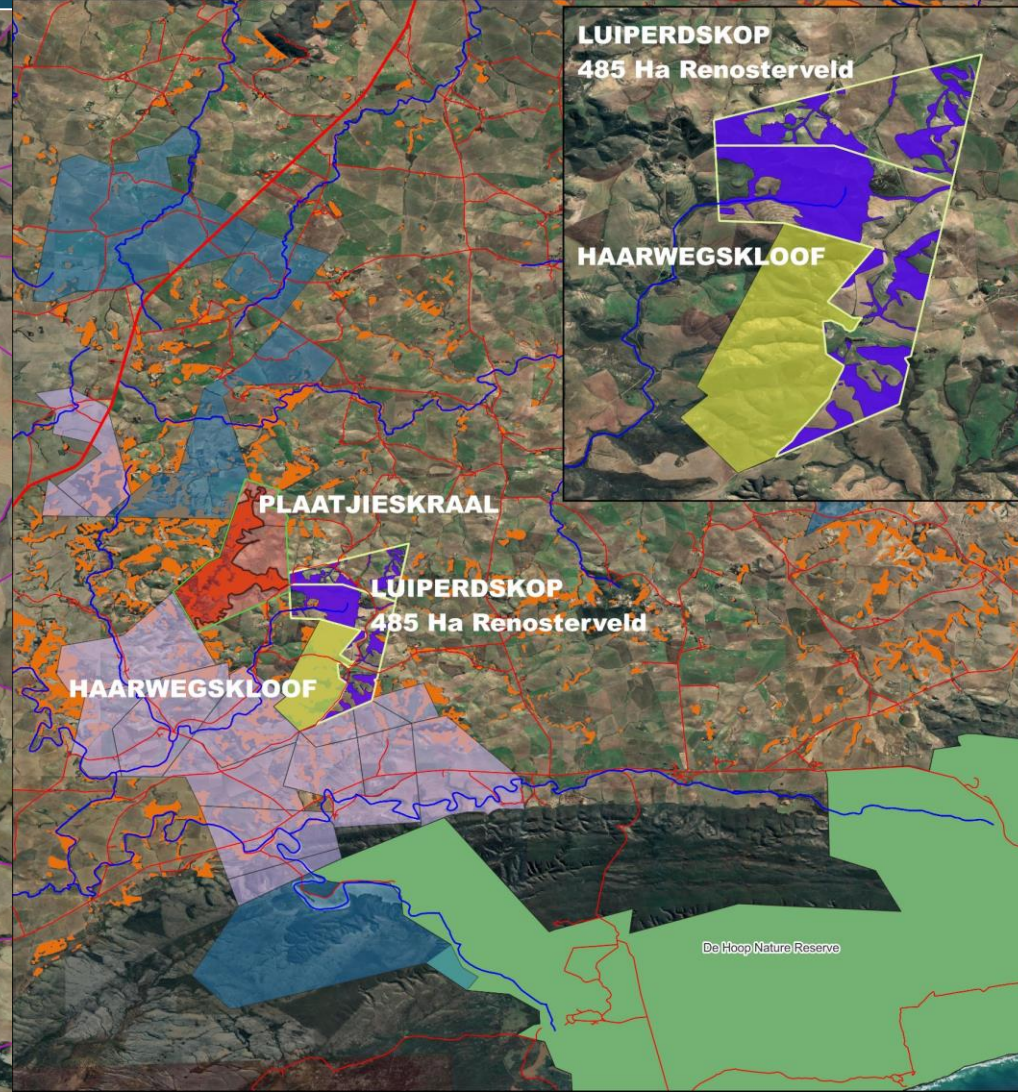 LUIPERDSKOP
485 Ha Renosterveld
HAARWEGSKLOOF
PLAATJIESKRAAL
LUIPERDSKOP
485 Ha Renosterveld
HAARWEGSKLOOF
De Hoop Nature Reserve